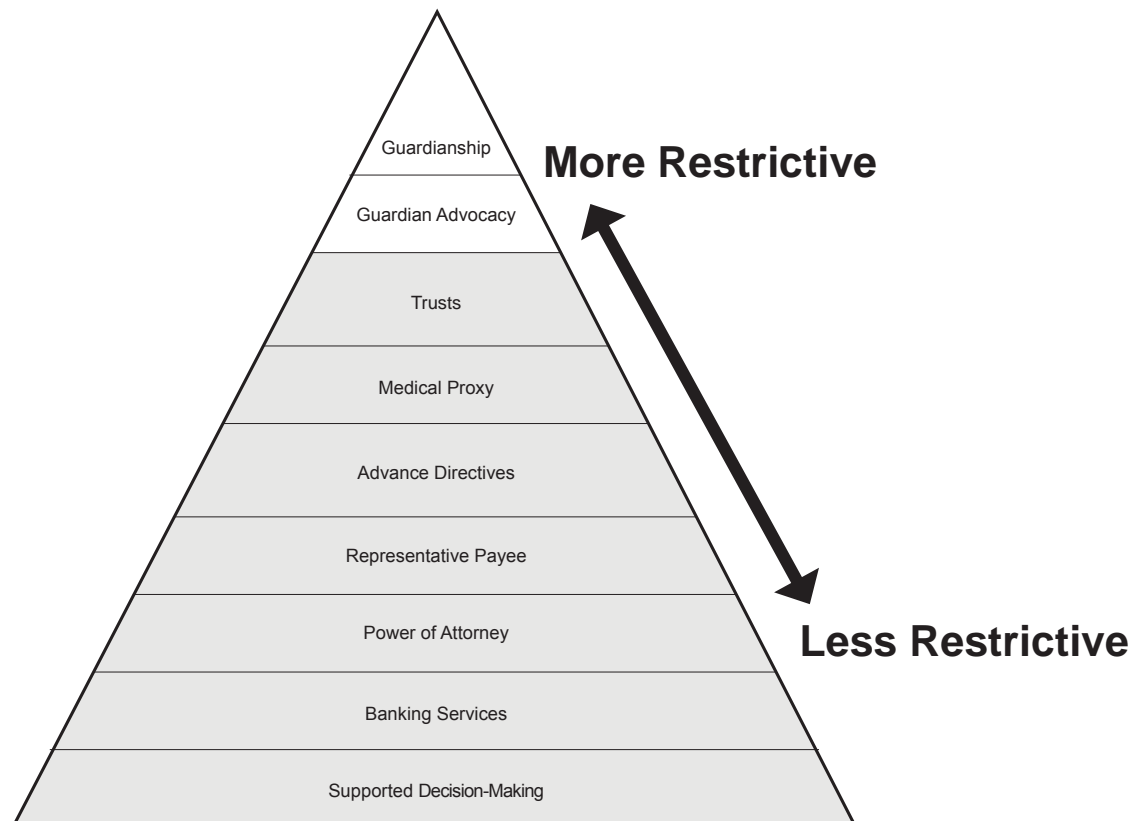 Guardianship
More Restrictive
Guardian Advocacy
Trusts
Medical Proxy
Advance Directives
Representative Payee
Power of Attorney
Less Restrictive
Banking Services
Supported Decision-Making